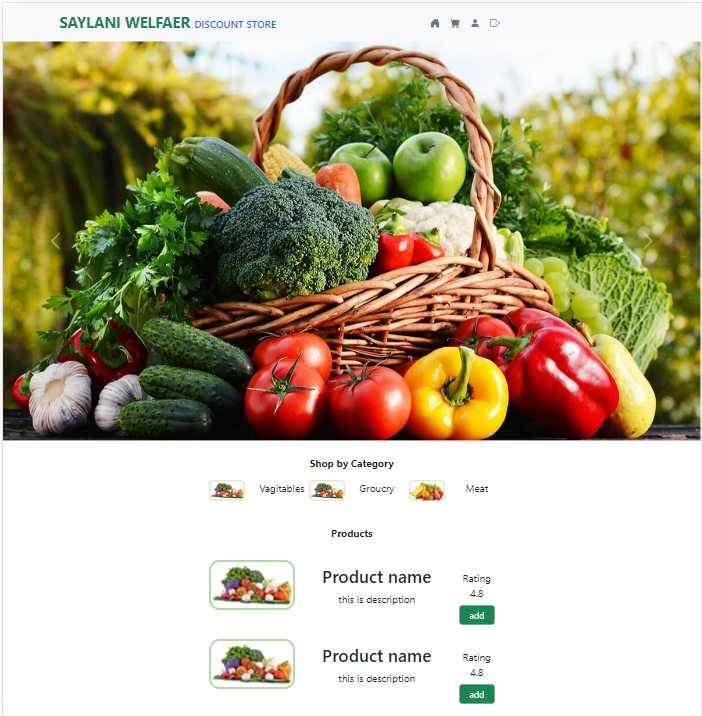 SAYLANI WELFAER DISCOUNT STORE
Shop by Category
Vagitables Groucry Meat
Products
Product name
this is description
Rating
4.8
add
Product name
this is description
Rating
4.8
add